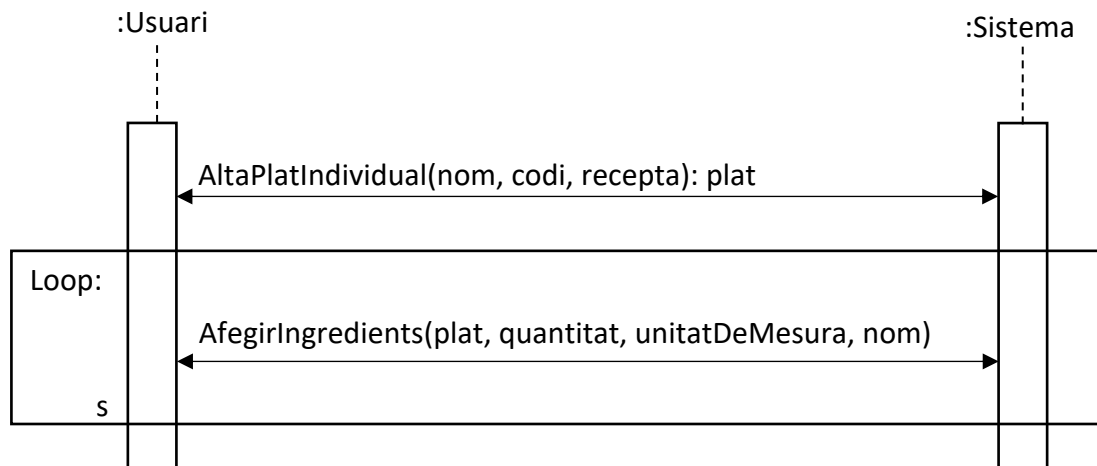 :Usuari
:Sistema
AltaPlatIndividual(nom, codi, recepta): plat
Loop:
AfegirIngredients(plat, quantitat, unitatDeMesura, nom)
s